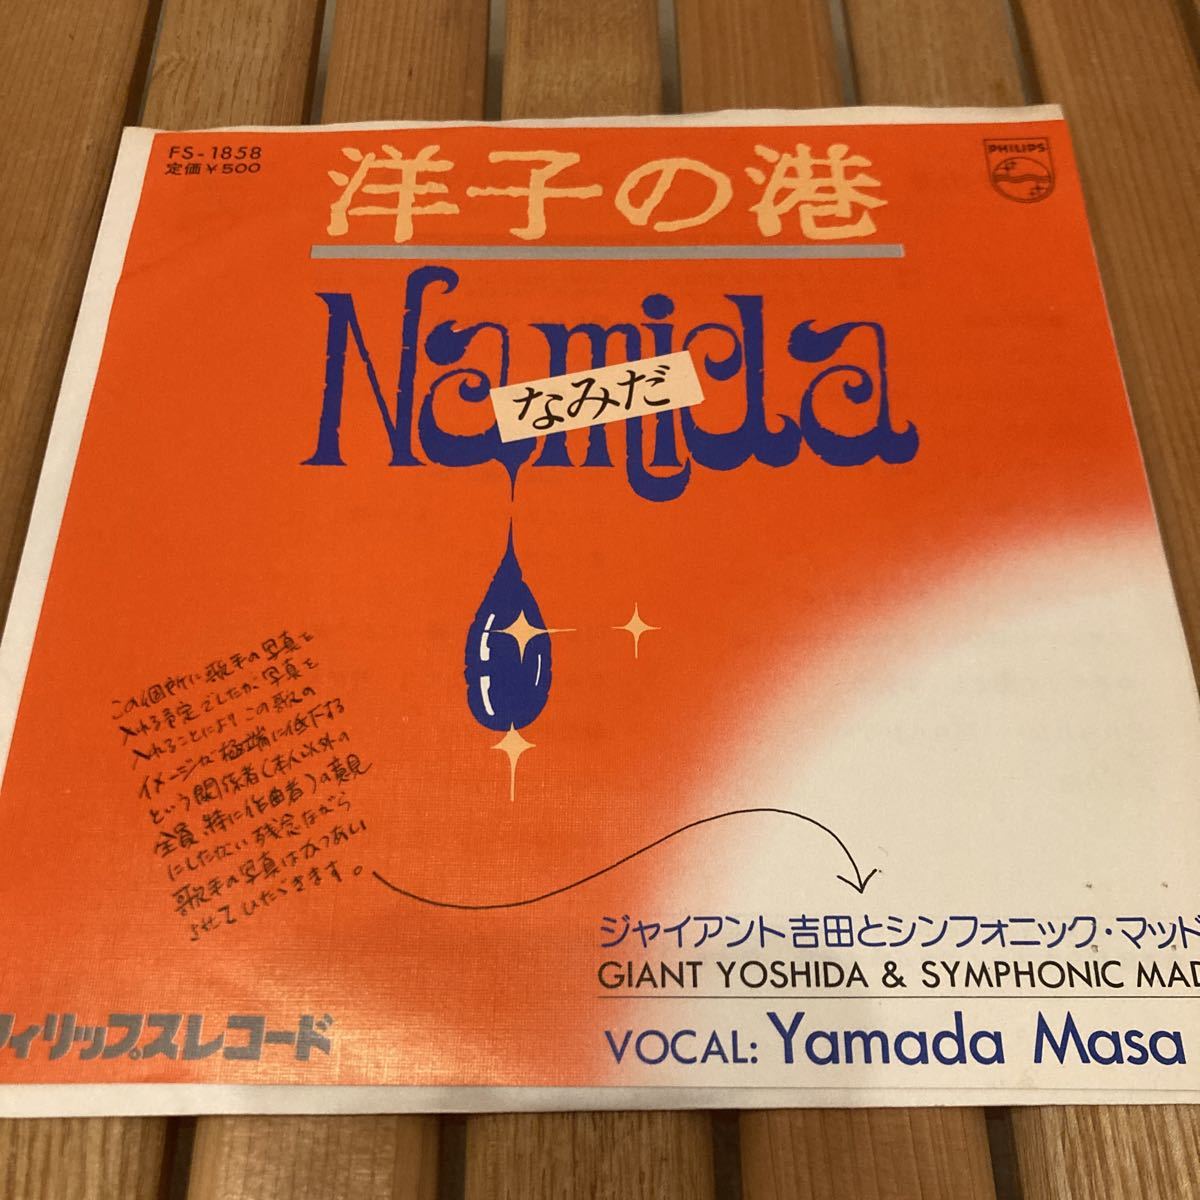 FS-1858
定価￥500
洋子の港
PHILIPS
Namida
なみだ
この個所に歌手の写真を
入れる予定でしたが、写真を
入れることによりこの歌の
イメージが極端に低下する
という関係者(本人以外の
全員、特に作曲者)の意見
にしたがい残念ながら
歌手の写真はかつあい
させていただきます。
ジャイアント吉田とシンフォニック・マッド
GIANT YOSHIDA & SYMPHONIC MAD
フィリップスレコード
VOCAL: Yamada Masa